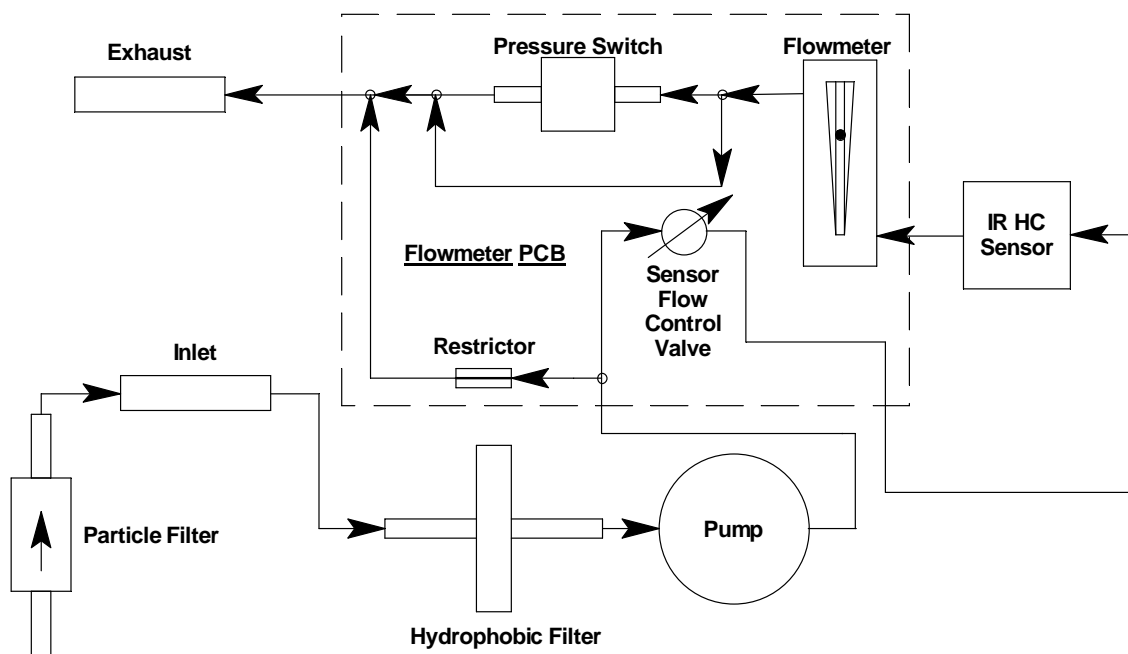 Exhaust
Pressure Switch
Flowmeter
IR HC
Sensor
Flowmeter PCB
Sensor
Flow
Control
Valve
Inlet
Restrictor
Particle Filter
Pump
Hydrophobic Filter